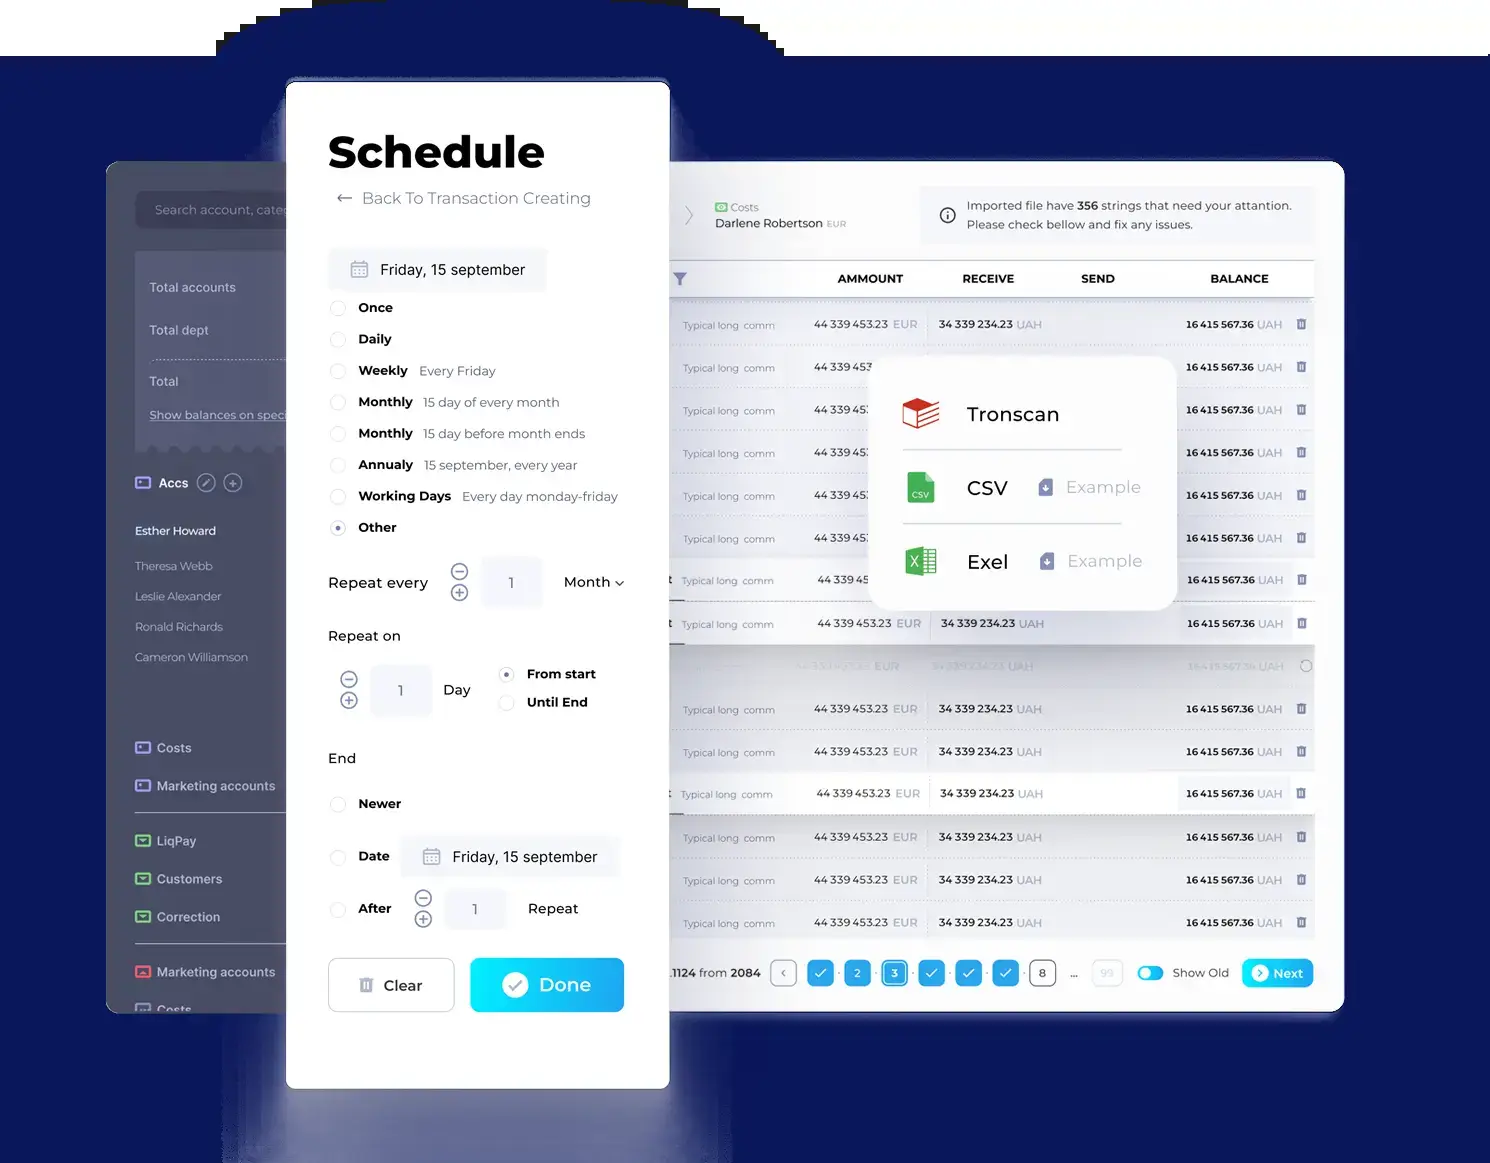 Schedule
Back To Transaction Creating
Friday, 15 september
Once
Daily
Weekly Every Friday
Monthly 15 day of every month
Monthly 15 day before month ends
Annualy 15 september, every year
Working Days Every day monday-friday
Other
Repeat every 1 Month
Repeat on
1 Day
From start
Until End
End
Newer
Date Friday, 15 september
After 1 Repeat
Clear
Done
Search account,
Total accounts
Total dept
Total
Show balances on
Accs
Esther Howard
Theresa Webb
Leslie Alexander
Ronald Richards
Cameron Williamson
Costs
Marketing accounts
LiqPay
Customers
Correction
Marketing accounts
Costs
Costs
Darlene Robertson EUR
Imported file have 356 strings that need your attantion.
Please check bellow and fix any issues.
AMMOUNT RECEIVE SEND BALANCE
Typical long comm 44 339 453.23 EUR 34 339 234.23 UAH 16 415 567.36 UAH
Typical long comm 44 339 453 16 415 567.36 UAH
Typical long comm 44 339 45 16 415 567.36 UAH
Typical long comm 44 339 45 16 415 567.36 UAH
Typical long comm 44 339 45 16 415 567.36 UAH
Typical long comm 44 339 45 16 415 567.36 UAH
Typical long comm 44 339 45 16 415 567.36 UAH
Typical long comm 44 339 453.23 EUR 34 339 234.23 UAH 16 415 567.36 UAH
44 339 453.23 EUR 34 339 234.23 UAH 16 415 567.36 UAH
Typical long comm 44 339 453.23 EUR 34 339 234.23 UAH 16 415 567.36 UAH
Typical long comm 44 339 453.23 EUR 34 339 234.23 UAH 16 415 567.36 UAH
Typical long comm 44 339 453.23 EUR 34 339 234.23 UAH 16 415 567.36 UAH
Typical long comm 44 339 453.23 EUR 34 339 234.23 UAH 16 415 567.36 UAH
Typical long comm 44 339 453.23 EUR 34 339 234.23 UAH 16 415 567.36 UAH
Typical long comm 44 339 453.23 EUR 34 339 234.23 UAH 16 415 567.36 UAH
Tronscan
CSV CSV Example
X Exel Example
.1124 from 2084 2 3 8 ... 99 Show Old Next